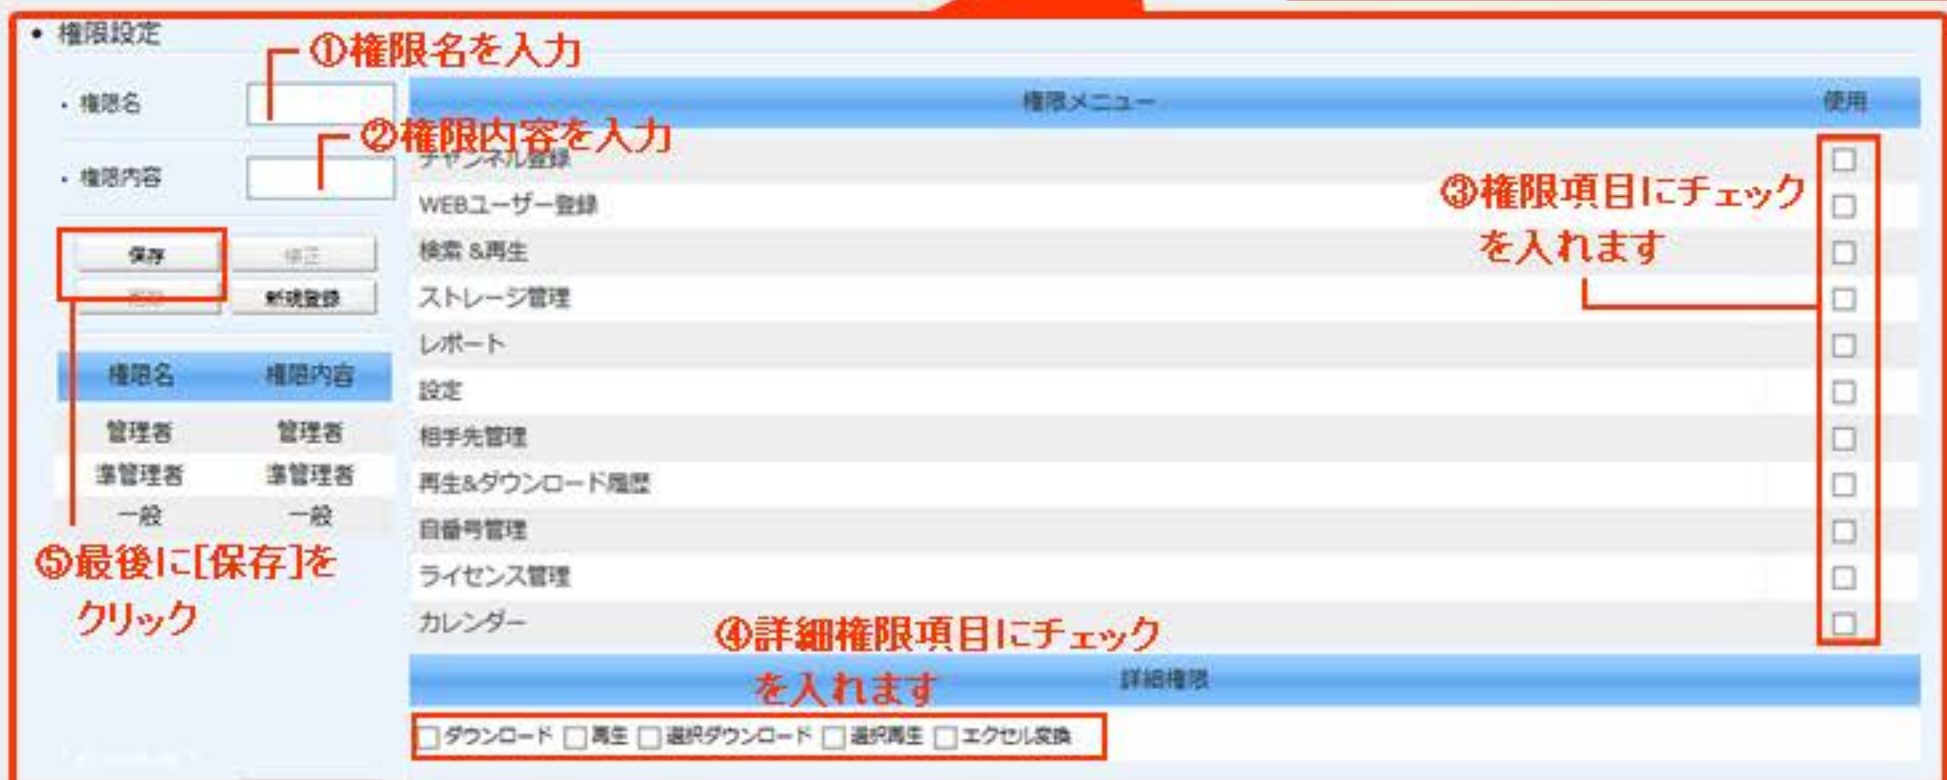 • 権限設定
①権限名を入力
・権限名
権限メニュー 使用
②権限内容を入力
チャンネル登録
・権限内容
③権限項目にチェック
を入れます
WEBユーザー登録
保存 修正
検索 &再生
新規登録
ストレージ管理
レポート
権限名 権限内容
設定
管理者 管理者
相手先管理
準管理者 準管理者
再生&ダウンロード履歴
一般 一般
自番号管理
⑤最後に[保存]を
クリック
ライセンス管理
カレンダー
④詳細権限項目にチェック
を入れます
詳細権限
ダウンロード 再生 選択ダウンロード 選択再生 エクセル変換